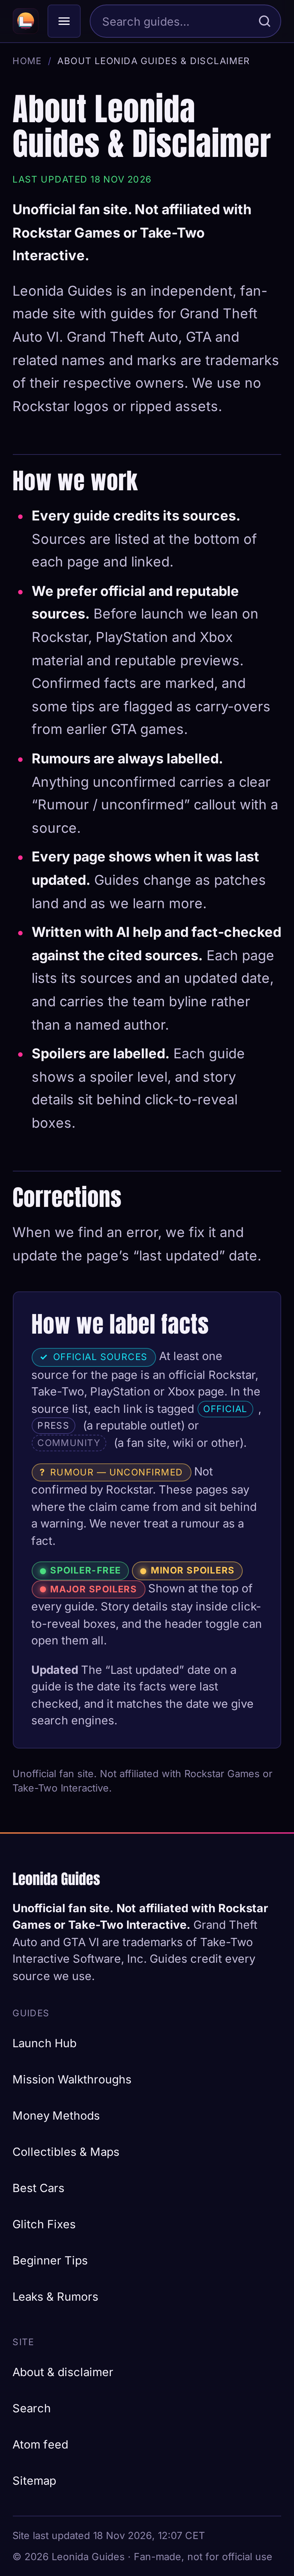 Search guides...
HOME / ABOUT LEONIDA GUIDES & DISCLAIMER
About Leonida
Guides & Disclaimer
LAST UPDATED 18 NOV 2026
Unofficial fan site. Not affiliated with
Rockstar Games or Take-Two
Interactive.
Leonida Guides is an independent, fan-
made site with guides for Grand Theft
Auto VI. Grand Theft Auto, GTA and
related names and marks are trademarks
of their respective owners. We use no
Rockstar logos or ripped assets.
How we work
• Every guide credits its sources.
Sources are listed at the bottom of
each page and linked.
• We prefer official and reputable
sources. Before launch we lean on
Rockstar, PlayStation and Xbox
material and reputable previews.
Confirmed facts are marked, and
some tips are flagged as carry-overs
from earlier GTA games.
• Rumours are always labelled.
Anything unconfirmed carries a clear
“Rumour / unconfirmed” callout with a
source.
• Every page shows when it was last
updated. Guides change as patches
land and as we learn more.
• Written with AI help and fact-checked
against the cited sources. Each page
lists its sources and an updated date,
and carries the team byline rather
than a named author.
• Spoilers are labelled. Each guide
shows a spoiler level, and story
details sit behind click-to-reveal
boxes.
Corrections
When we find an error, we fix it and
update the page’s “last updated” date.
How we label facts
✓ OFFICIAL SOURCES At least one
source for the page is an official Rockstar,
Take-Two, PlayStation or Xbox page. In the
source list, each link is tagged OFFICIAL ,
PRESS (a reputable outlet) or
COMMUNITY (a fan site, wiki or other).
? RUMOUR — UNCONFIRMED Not
confirmed by Rockstar. These pages say
where the claim came from and sit behind
a warning. We never treat a rumour as a
fact.
SPOILER-FREE MINOR SPOILERS
MAJOR SPOILERS Shown at the top of
every guide. Story details stay inside click-
to-reveal boxes, and the header toggle can
open them all.
Updated The “Last updated” date on a
guide is the date its facts were last
checked, and it matches the date we give
search engines.
Unofficial fan site. Not affiliated with Rockstar Games or
Take-Two Interactive.
Leonida Guides
Unofficial fan site. Not affiliated with Rockstar
Games or Take-Two Interactive. Grand Theft
Auto and GTA VI are trademarks of Take-Two
Interactive Software, Inc. Guides credit every
source we use.
GUIDES
Launch Hub
Mission Walkthroughs
Money Methods
Collectibles & Maps
Best Cars
Glitch Fixes
Beginner Tips
Leaks & Rumors
SITE
About & disclaimer
Search
Atom feed
Sitemap
Site last updated 18 Nov 2026, 12:07 CET
© 2026 Leonida Guides · Fan-made, not for official use